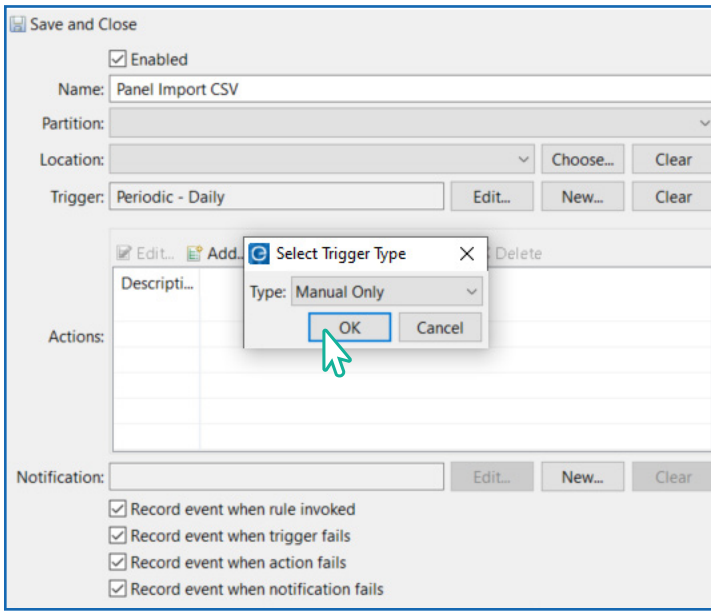 Save and Close
Enabled
Name: Panel Import CSV
Partition:
Location: Choose... Clear
Trigger: Periodic - Daily Edit... New... Clear
Edit... Add... Delete
Select Trigger Type
Descripti...
Type: Manual Only
OK Cancel
Actions:
Notification: Edit... New... Clear
Record event when rule invoked
Record event when trigger fails
Record event when action fails
Record event when notification fails